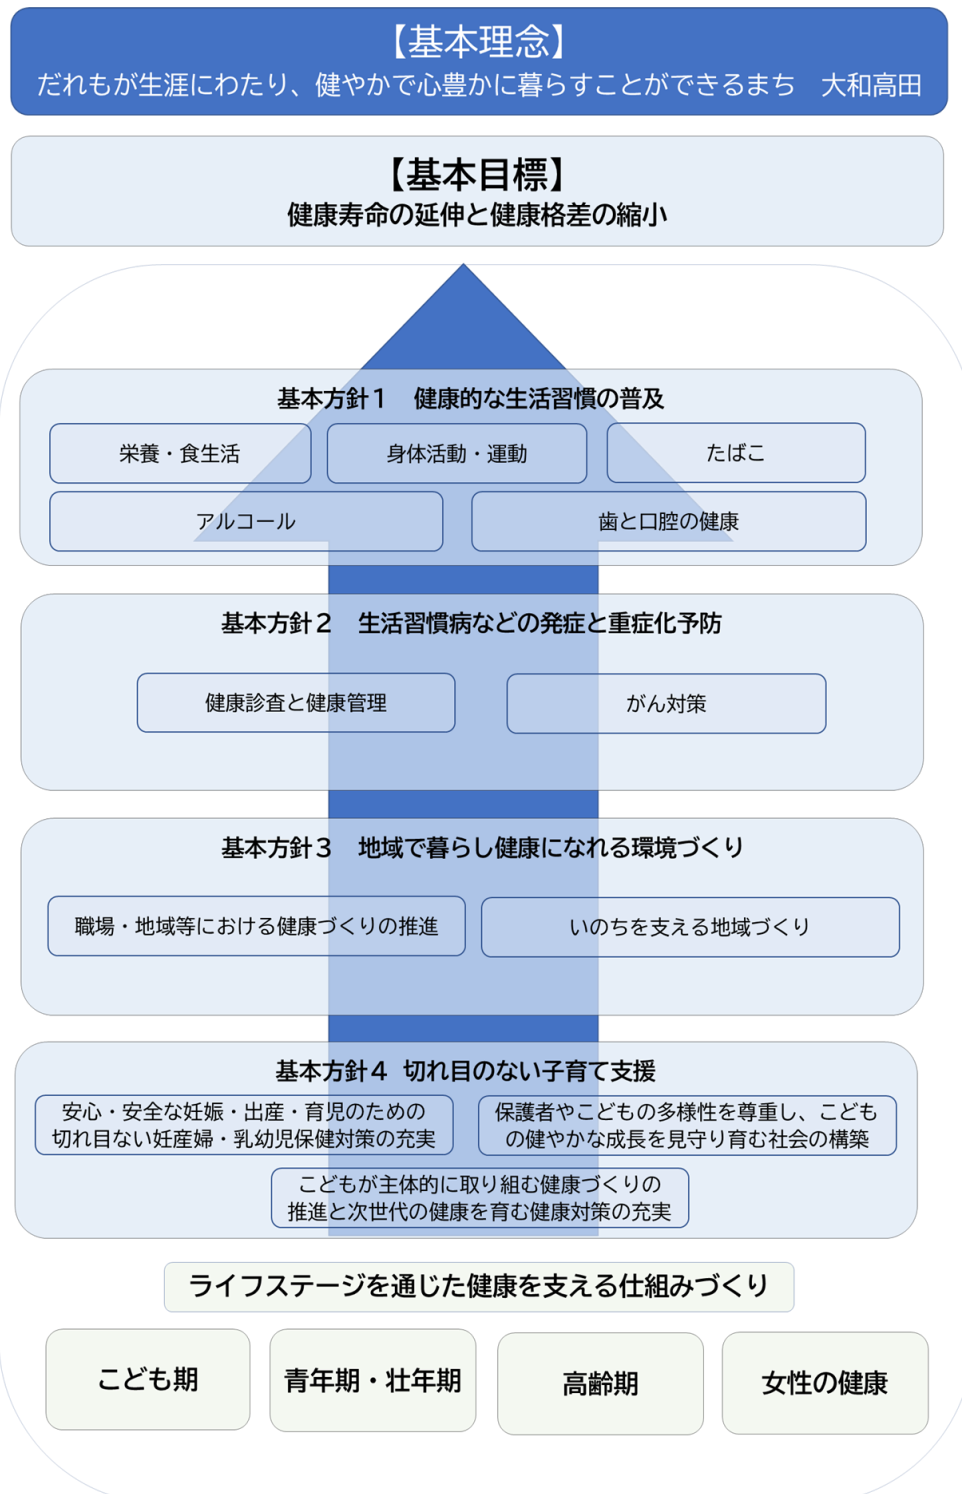 【基本理念】
だれもが生涯にわたり、健やかで心豊かに暮らすことができるまち　大和高田
【基本目標】
健康寿命の延伸と健康格差の縮小
基本方針１　健康的な生活習慣の普及
栄養・食生活
身体活動・運動
たばこ
アルコール
歯と口腔の健康
基本方針２　生活習慣病などの発症と重症化予防
健康診査と健康管理
がん対策
基本方針３　地域で暮らし健康になれる環境づくり
職場・地域等における健康づくりの推進
いのちを支える地域づくり
基本方針４ 切れ目のない子育て支援
安心・安全な妊娠・出産・育児のための
切れ目ない妊産婦・乳幼児保健対策の充実
保護者やこどもの多様性を尊重し、こども
の健やかな成長を見守り育む社会の構築
こどもが主体的に取り組む健康づくりの
推進と次世代の健康を育む健康対策の充実
ライフステージを通じた健康を支える仕組みづくり
こども期
青年期・壮年期
高齢期
女性の健康